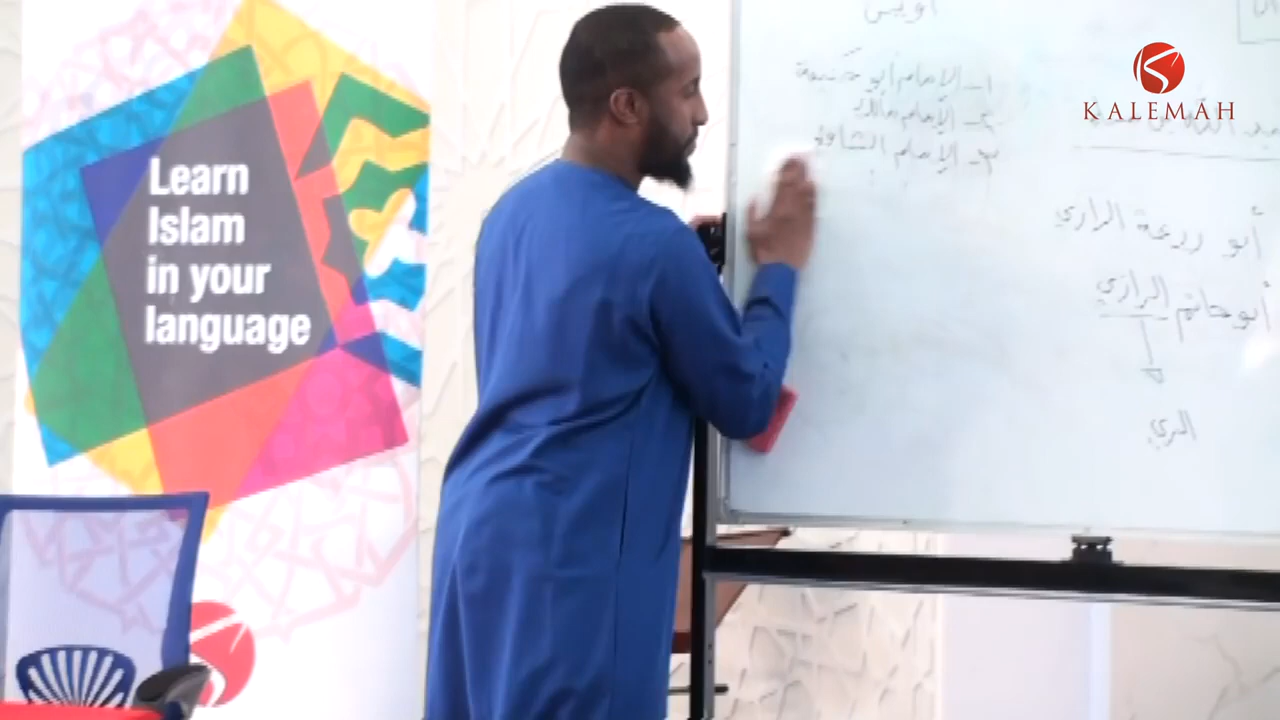 Learn
Islam
in your
language
KALEMAH
أويس
١- الإمام أبو حنيفة
٢- الإمام مالك
٣- الإمام الشافعي
أبو زرعة الرازي
أبو حاتم الرازي
الري